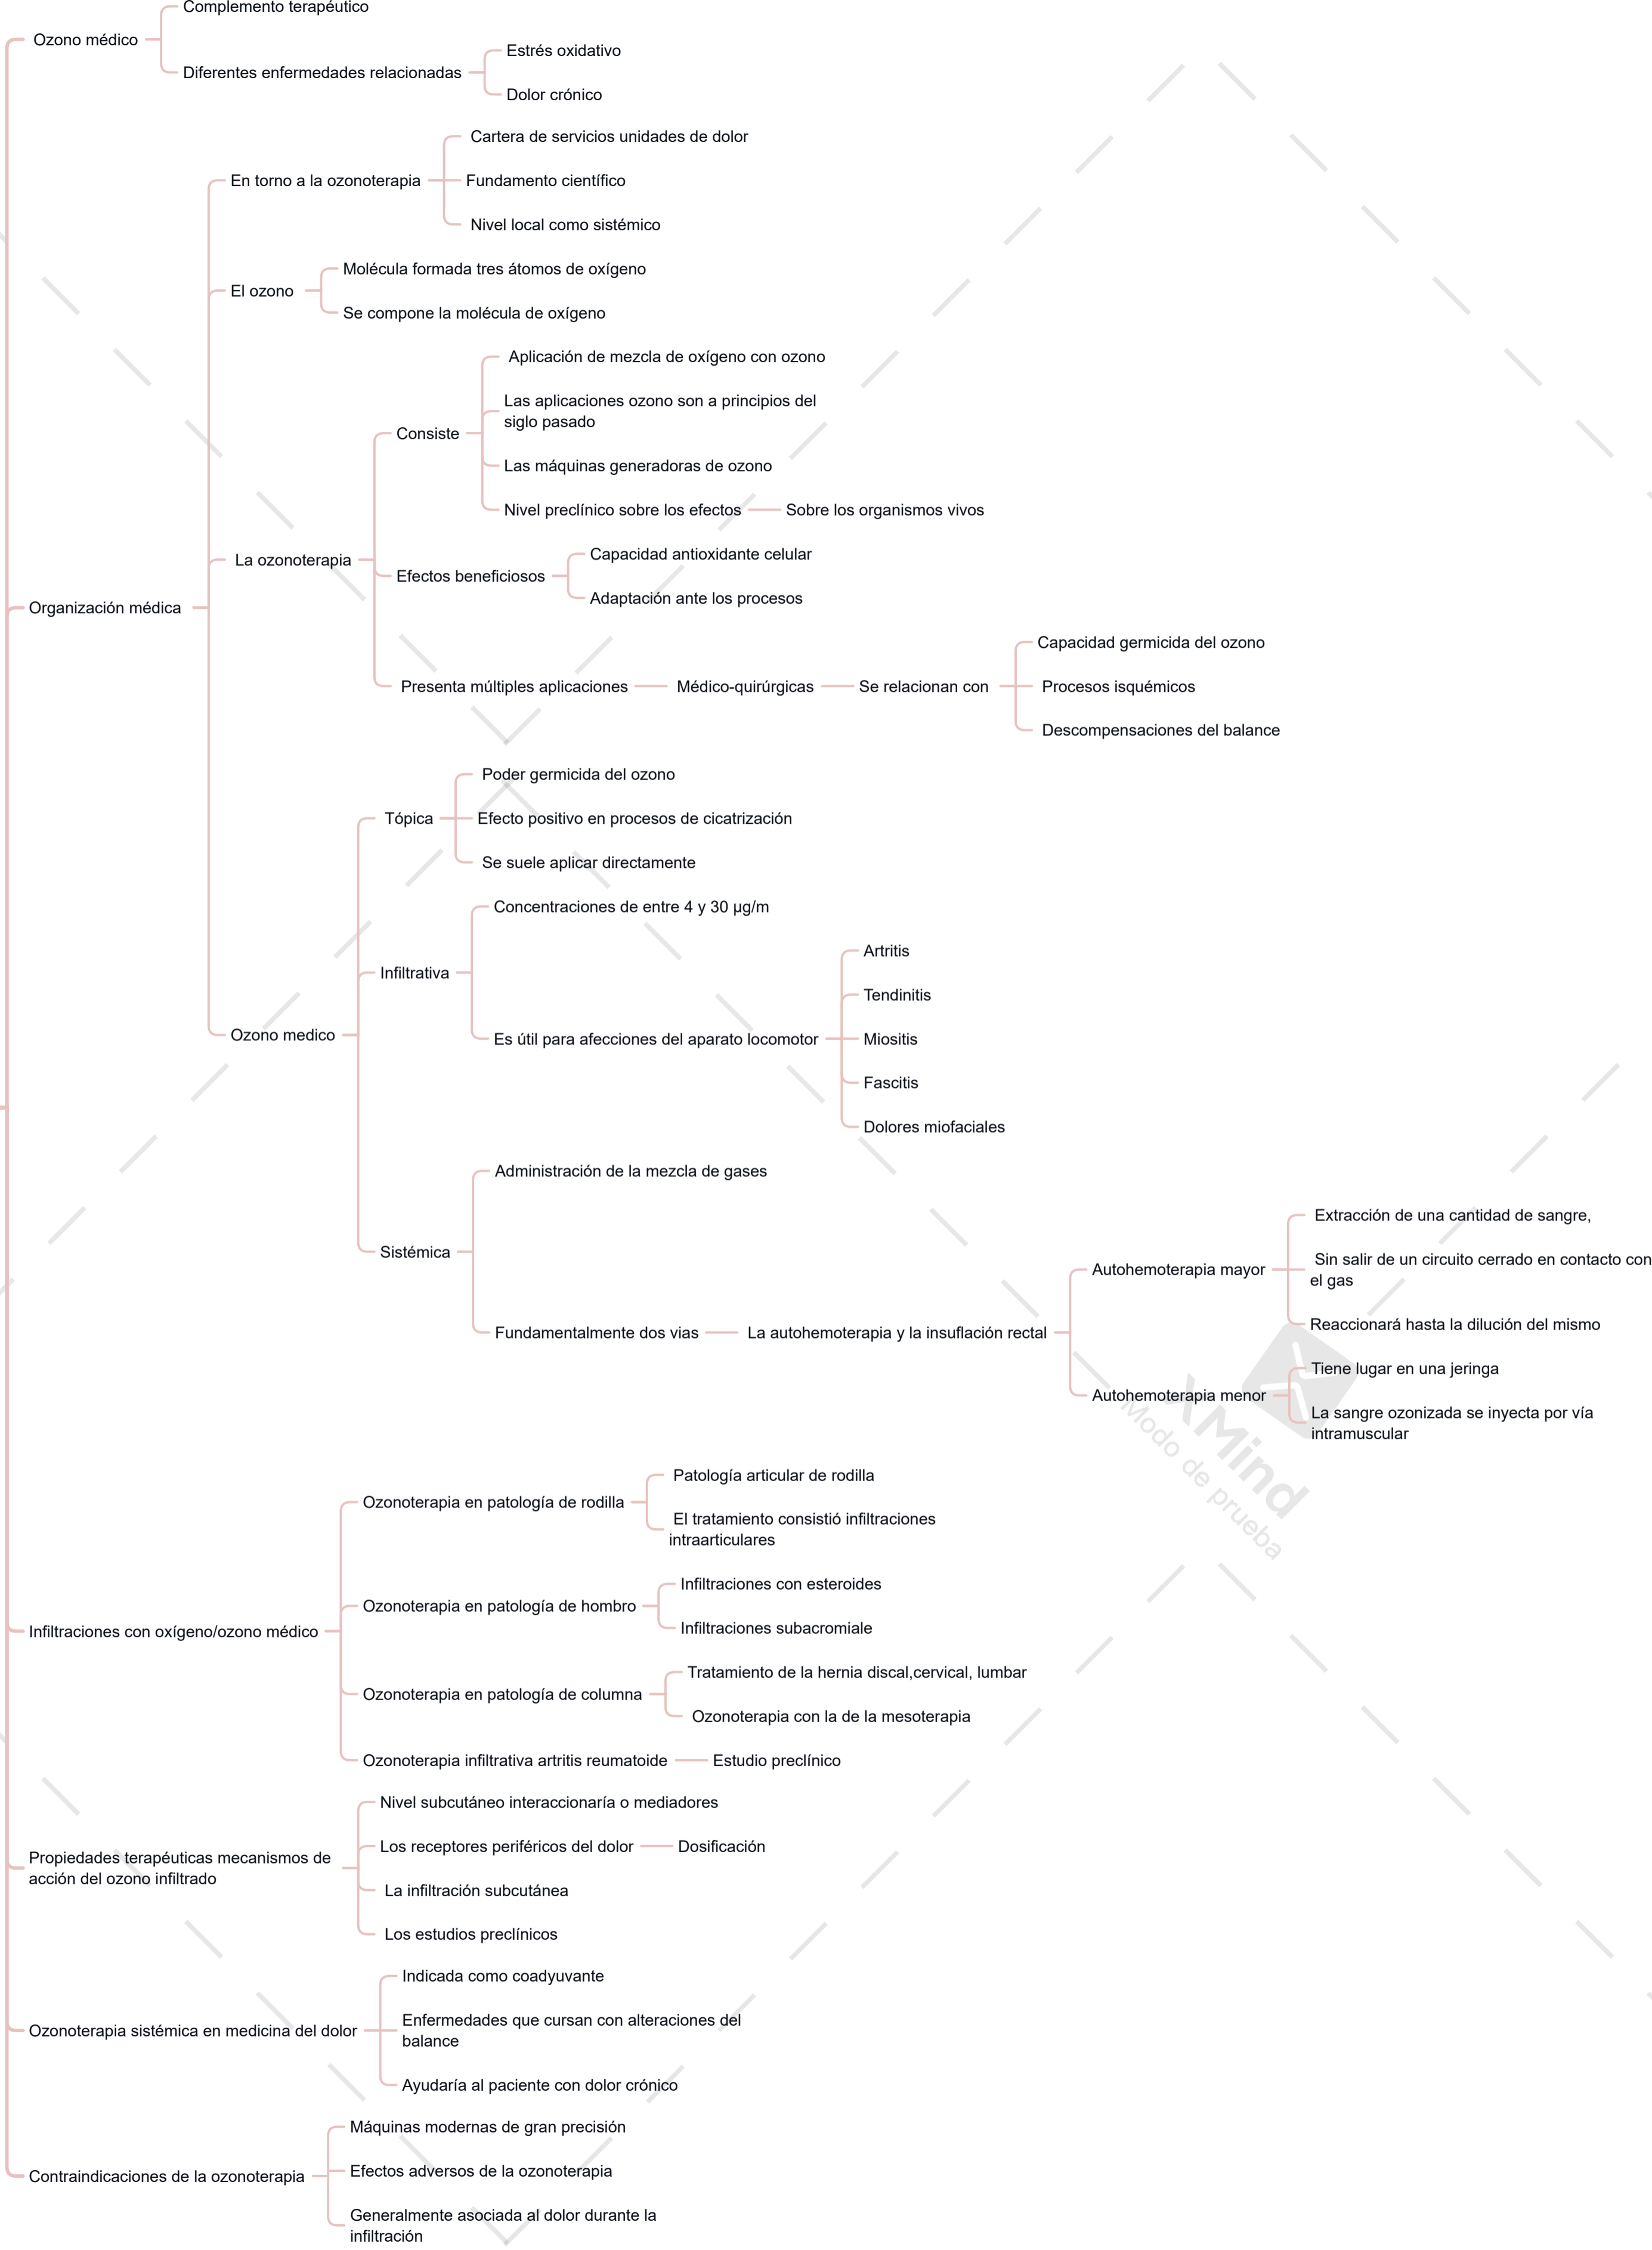 Complemento terapéutico
Ozono médico
Diferentes enfermedades relacionadas
Estrés oxidativo
Dolor crónico
Organización médica
En torno a la ozonoterapia
Cartera de servicios unidades de dolor
Fundamento científico
Nivel local como sistémico
El ozono
Molécula formada tres átomos de oxígeno
Se compone la molécula de oxígeno
La ozonoterapia
Consiste
Aplicación de mezcla de oxígeno con ozono
Las aplicaciones ozono son a principios del
siglo pasado
Las máquinas generadoras de ozono
Nivel preclínico sobre los efectos
Sobre los organismos vivos
Efectos beneficiosos
Capacidad antioxidante celular
Adaptación ante los procesos
Presenta múltiples aplicaciones
Médico-quirúrgicas
Se relacionan con
Capacidad germicida del ozono
Procesos isquémicos
Descompensaciones del balance
Ozono medico
Tópica
Poder germicida del ozono
Efecto positivo en procesos de cicatrización
Se suele aplicar directamente
Infiltrativa
Concentraciones de entre 4 y 30 μg/m
Es útil para afecciones del aparato locomotor
Artritis
Tendinitis
Miositis
Fascitis
Dolores miofaciales
Sistémica
Administración de la mezcla de gases
Fundamentalmente dos vias
La autohemoterapia y la insuflación rectal
Autohemoterapia mayor
Extracción de una cantidad de sangre,
Sin salir de un circuito cerrado en contacto con
el gas
Reaccionará hasta la dilución del mismo
Autohemoterapia menor
Tiene lugar en una jeringa
La sangre ozonizada se inyecta por vía
intramuscular
Infiltraciones con oxígeno/ozono médico
Ozonoterapia en patología de rodilla
Patología articular de rodilla
El tratamiento consistió infiltraciones
intraarticulares
Ozonoterapia en patología de hombro
Infiltraciones con esteroides
Infiltraciones subacromiale
Ozonoterapia en patología de columna
Tratamiento de la hernia discal,cervical, lumbar
Ozonoterapia con la de la mesoterapia
Ozonoterapia infiltrativa artritis reumatoide
Estudio preclínico
Propiedades terapéuticas mecanismos de
acción del ozono infiltrado
Nivel subcutáneo interaccionaría o mediadores
Los receptores periféricos del dolor
Dosificación
La infiltración subcutánea
Los estudios preclínicos
Ozonoterapia sistémica en medicina del dolor
Indicada como coadyuvante
Enfermedades que cursan con alteraciones del
balance
Ayudaría al paciente con dolor crónico
Contraindicaciones de la ozonoterapia
Máquinas modernas de gran precisión
Efectos adversos de la ozonoterapia
Generalmente asociada al dolor durante la
infiltración
XMind
Modo de prueba